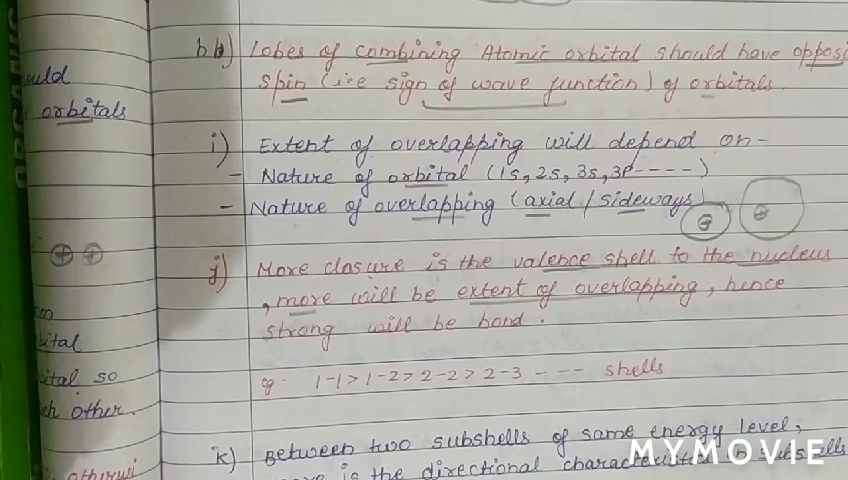 uld
orbitals
bital
bital so
ch other.
otherwi
h) Lobes of combining Atomic orbital should have opposi
spin (i.e sign of wave function) of orbitals.
i) Extent of overlapping will depend on-
- Nature of orbital (1s, 2s, 3s, 3p ----)
- Nature of overlapping (axial / sideways)
j) More closure is the valence shell to the nucleus
, more will be extent of overlapping, hence
strong will be bond.
eg- 1-1 > 1-2 > 2-2 > 2-3 - -- shells
k) Between two subshells of same energy level,
is the directional
MYMOVIE